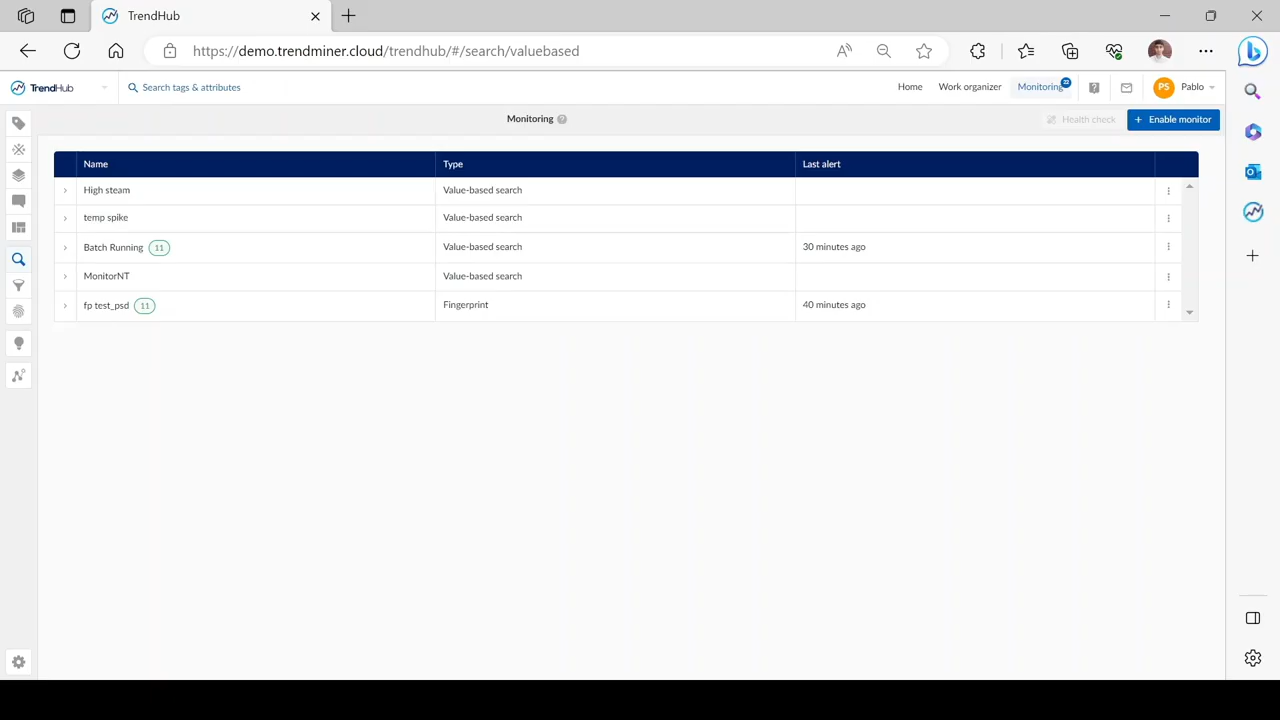 TrendHub
https://demo.trendminer.cloud/trendhub/#/search/valuebased
TrendHub
Search tags & attributes
Home
Work organizer
Monitoring
22
PS
Pablo
Monitoring
Health check
+ Enable monitor
Name
Type
Last alert
High steam
Value-based search
temp spike
Value-based search
Batch Running
11
Value-based search
30 minutes ago
MonitorNT
Value-based search
fp test_psd
11
Fingerprint
40 minutes ago